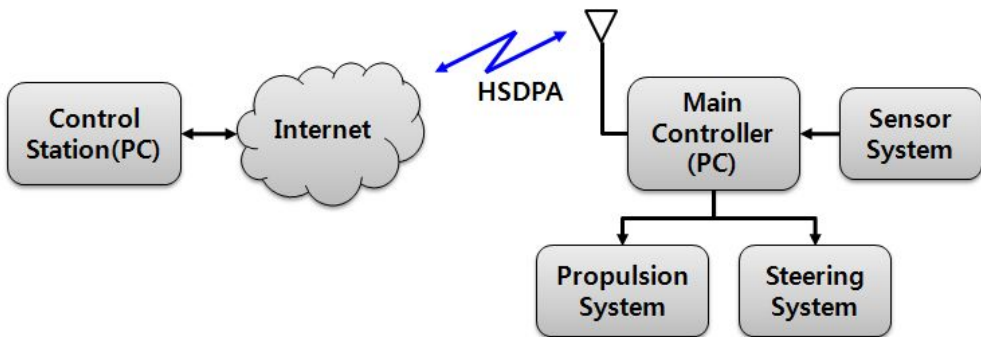 Control
Station(PC)
Internet
HSDPA
Main
Controller
(PC)
Sensor
System
Propulsion
System
Steering
System